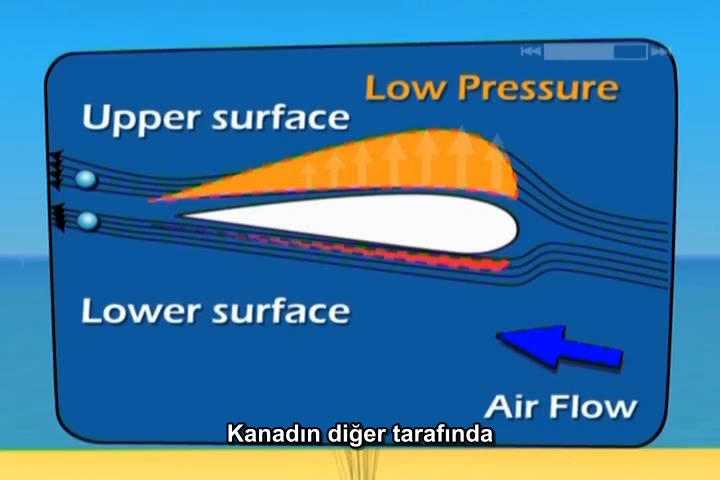 Low Pressure
Upper surface
Lower surface
Air Flow
Kanadın diğer tarafında